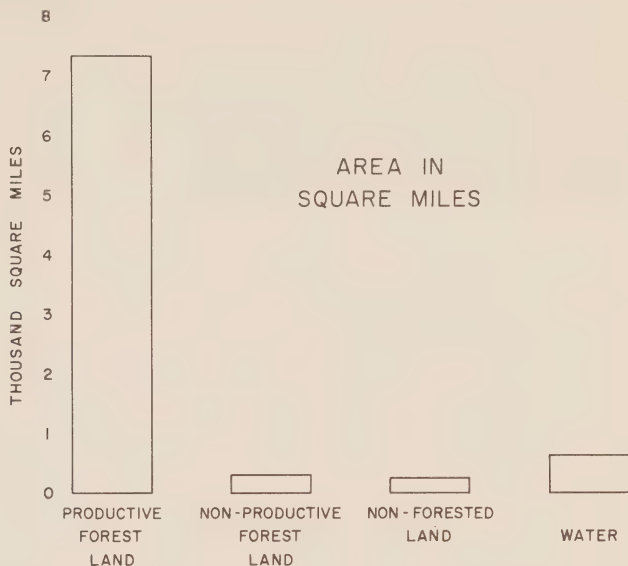 8
7
6
5
4
3
2
1
0
THOUSAND SQUARE MILES
AREA IN
SQUARE MILES
PRODUCTIVE
FOREST
LAND
NON-PRODUCTIVE
FOREST
LAND
NON-FORESTED
LAND
WATER